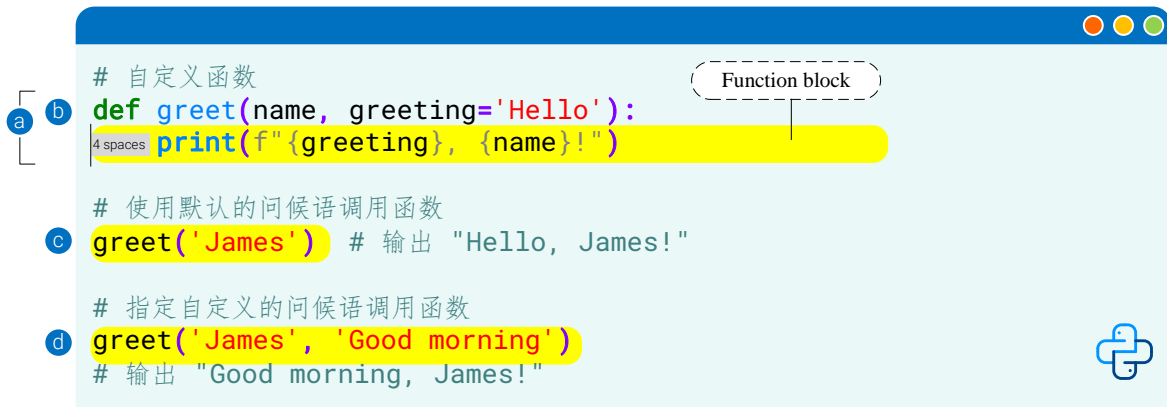 # 自定义函数
Function block
a
b
def greet(name, greeting='Hello'):
4 spaces print(f"{greeting}, {name}!")
# 使用默认的问候语调用函数
c
greet('James') # 输出 "Hello, James!"
# 指定自定义的问候语调用函数
d
greet('James', 'Good morning')
# 输出 "Good morning, James!"